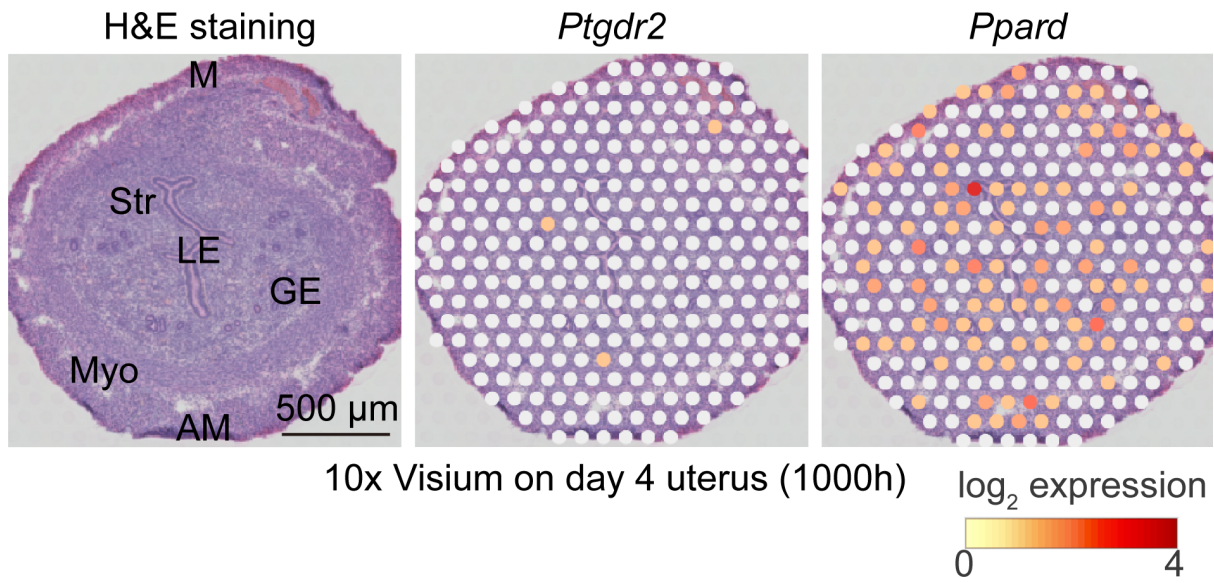 H&E staining
Ptgdr2
Ppard
M
Str
LE
GE
Myo
500 µm
AM
10x Visium on day 4 uterus (1000h)
log₂ expression
0 4